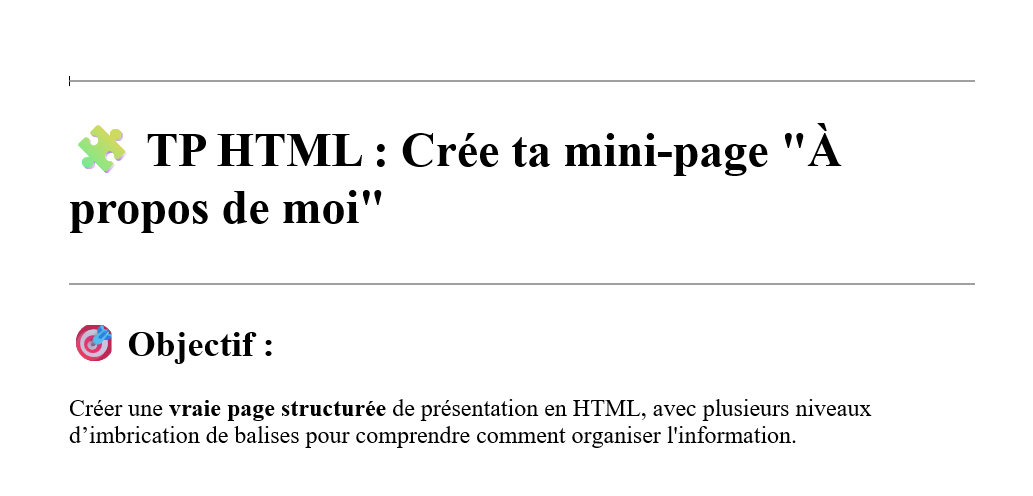 TP HTML : Crée ta mini-page "À
propos de moi"
Objectif :
Créer une vraie page structurée de présentation en HTML, avec plusieurs niveaux
d’imbrication de balises pour comprendre comment organiser l'information.